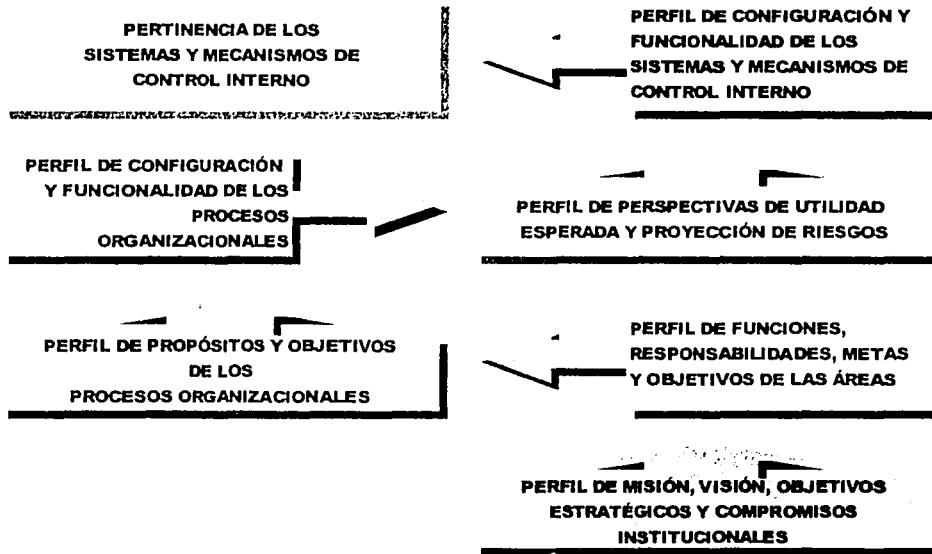 PERTINENCIA DE LOS
SISTEMAS Y MECANISMOS DE
CONTROL INTERNO
PERFIL DE CONFIGURACIÓN Y
FUNCIONALIDAD DE LOS
SISTEMAS Y MECANISMOS DE
CONTROL INTERNO
PERFIL DE CONFIGURACIÓN
Y FUNCIONALIDAD DE LOS
PROCESOS
ORGANIZACIONALES
PERFIL DE PERSPECTIVAS DE UTILIDAD
ESPERADA Y PROYECCIÓN DE RIESGOS
PERFIL DE PROPÓSITOS Y OBJETIVOS
DE LOS
PROCESOS ORGANIZACIONALES
PERFIL DE FUNCIONES,
RESPONSABILIDADES, METAS
Y OBJETIVOS DE LAS ÁREAS
PERFIL DE MISIÓN, VISIÓN, OBJETIVOS
ESTRATÉGICOS Y COMPROMISOS
INSTITUCIONALES